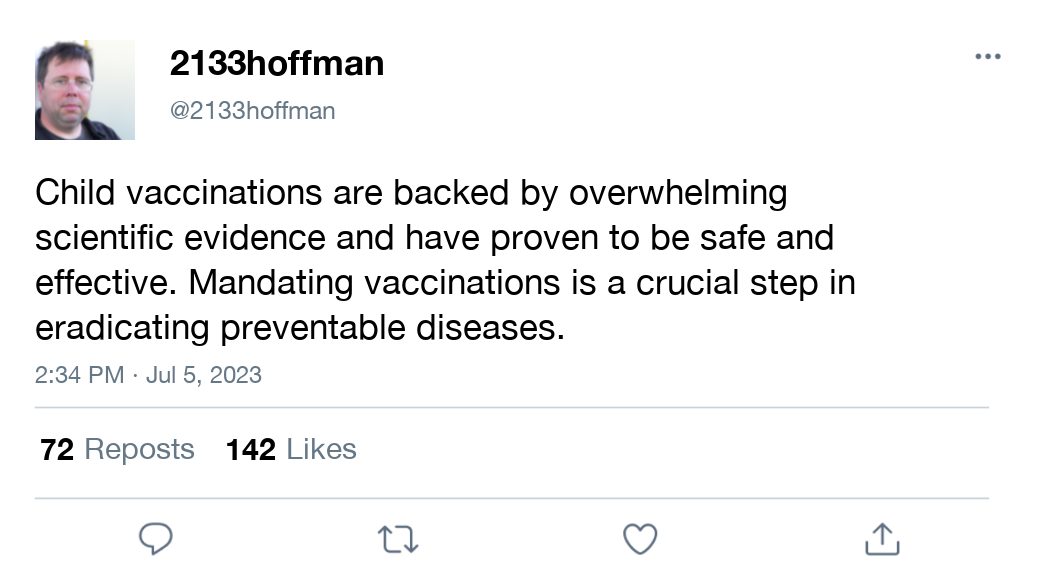 2133hoffman
@2133hoffman
Child vaccinations are backed by overwhelming
scientific evidence and have proven to be safe and
effective. Mandating vaccinations is a crucial step in
eradicating preventable diseases.
2:34 PM · Jul 5, 2023
72 Reposts 142 Likes